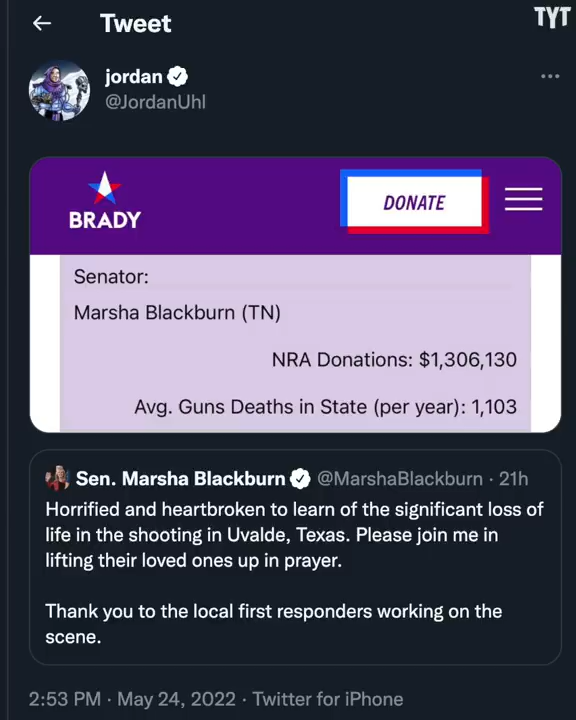 Tweet
TYT
jordan
@JordanUhl
BRADY
DONATE
Senator:
Marsha Blackburn (TN)
NRA Donations: $1,306,130
Avg. Guns Deaths in State (per year): 1,103
Sen. Marsha Blackburn @MarshaBlackburn · 21h
Horrified and heartbroken to learn of the significant loss of
life in the shooting in Uvalde, Texas. Please join me in
lifting their loved ones up in prayer.
Thank you to the local first responders working on the
scene.
2:53 PM · May 24, 2022 · Twitter for iPhone